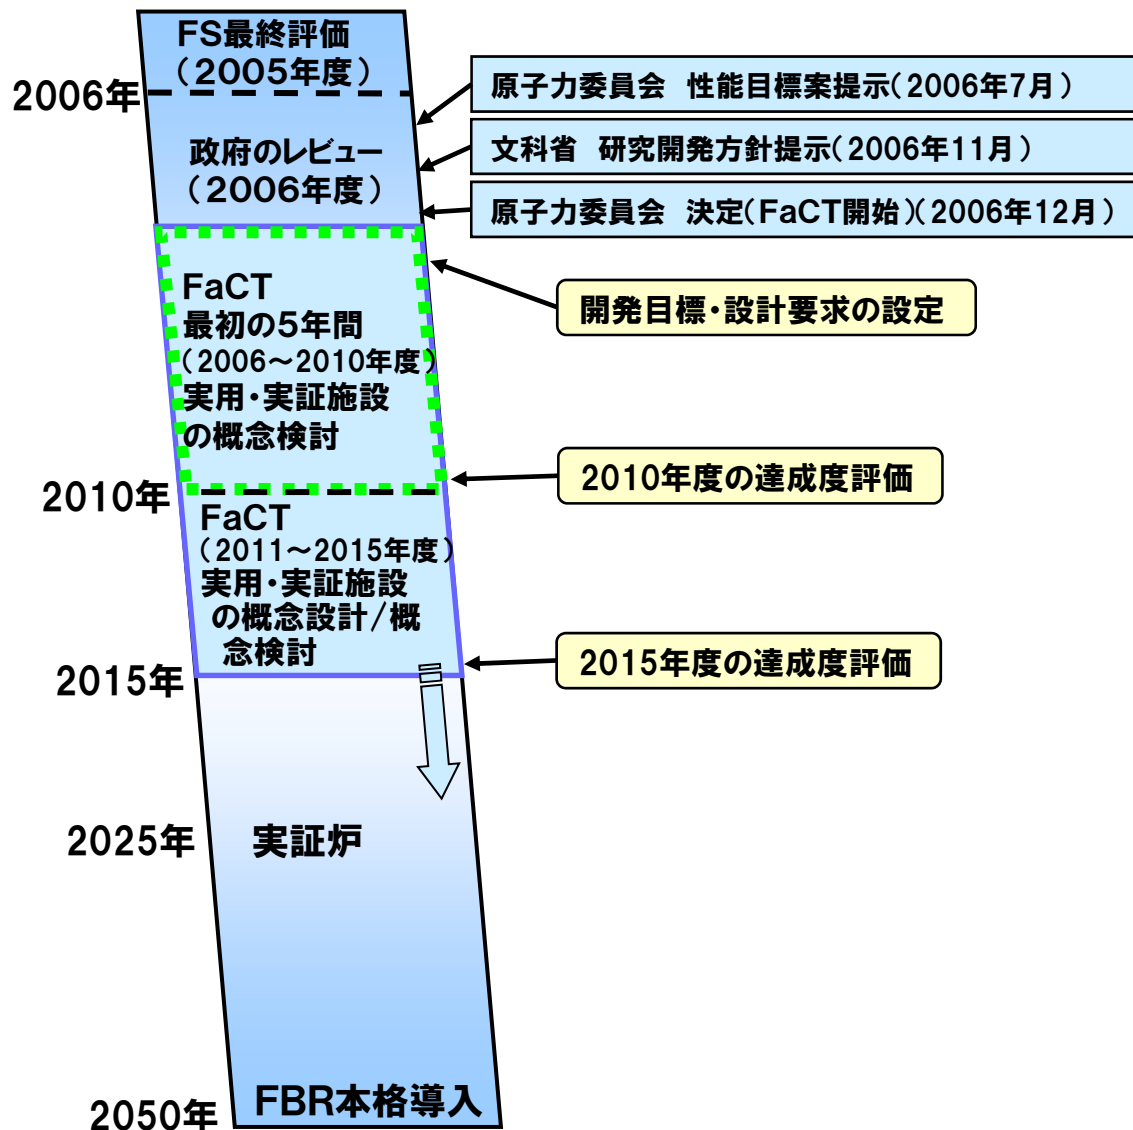 FS最終評価
（2005年度）
2006年
原子力委員会 性能目標案提示（2006年7月）
政府のレビュー
（2006年度）
文科省 研究開発方針提示（2006年11月）
原子力委員会 決定（FaCT開始）（2006年12月）
FaCT
最初の5年間
（2006～2010年度）
実用・実証施設
の概念検討
開発目標・設計要求の設定
2010年度の達成度評価
2010年
FaCT
（2011～2015年度）
実用・実証施設
の概念設計/概
念検討
2015年度の達成度評価
2015年
2025年
実証炉
FBR本格導入
2050年